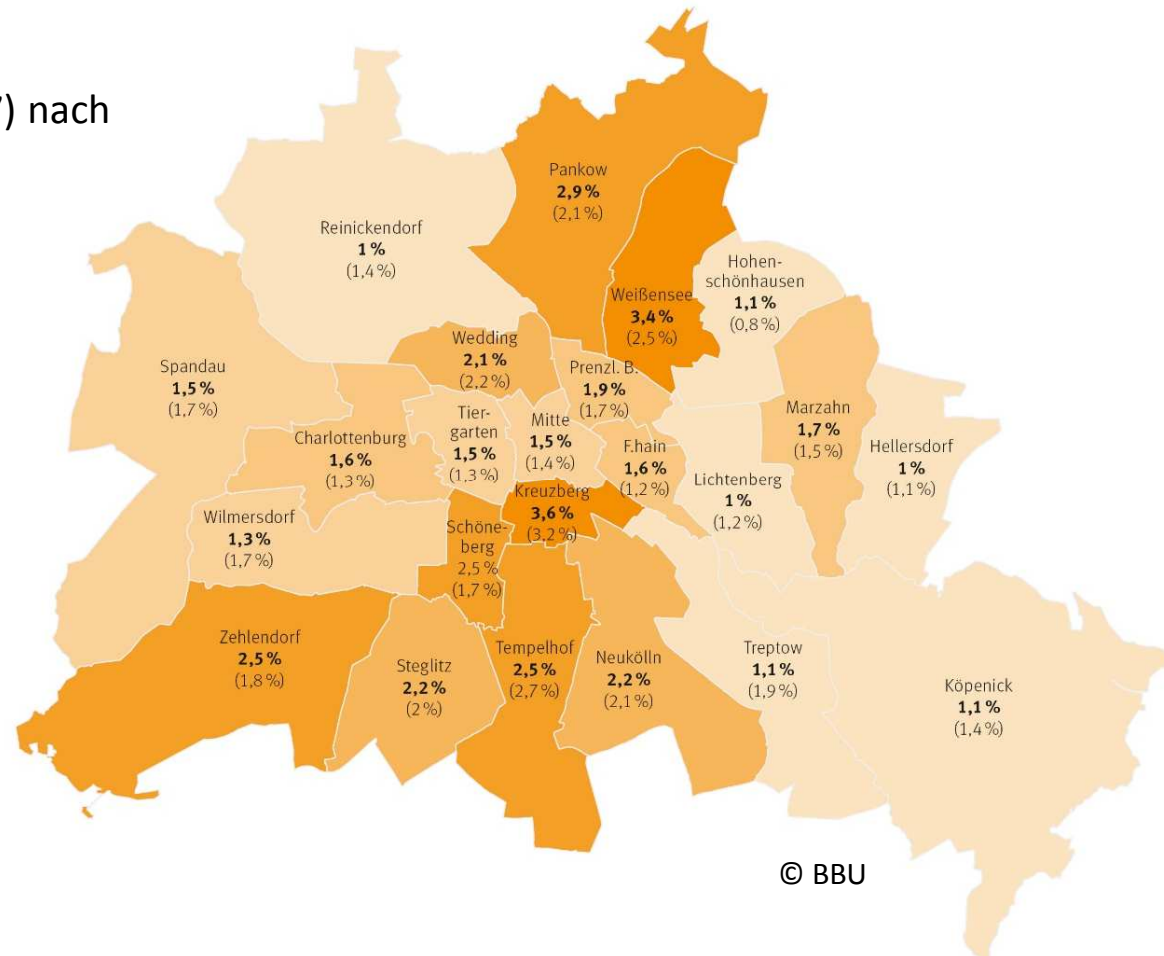 ’) nach
Pankow
2,9 %
(2,1 %)
Reinickendorf
1 %
(1,4 %)
Hohen-
schönhausen
1,1 %
(0,8 %)
Weißensee
3,4 %
(2,5 %)
Wedding
2,1 %
(2,2 %)
Prenzl. B.
1,9 %
(1,7 %)
Spandau
1,5 %
(1,7 %)
Tier-
garten
1,5 %
(1,3 %)
Mitte
1,5 %
(1,4 %)
Marzahn
1,7 %
(1,5 %)
Charlottenburg
1,6 %
(1,3 %)
F.hain
1,6 %
(1,2 %)
Hellersdorf
1 %
(1,1 %)
Lichtenberg
1 %
(1,2 %)
Kreuzberg
3,6 %
(3,2 %)
Wilmersdorf
1,3 %
(1,7 %)
Schöne-
berg
2,5 %
(1,7 %)
Zehlendorf
2,5 %
(1,8 %)
Steglitz
2,2 %
(2 %)
Tempelhof
2,5 %
(2,7 %)
Neukölln
2,2 %
(2,1 %)
Treptow
1,1 %
(1,9 %)
Köpenick
1,1 %
(1,4 %)
© BBU